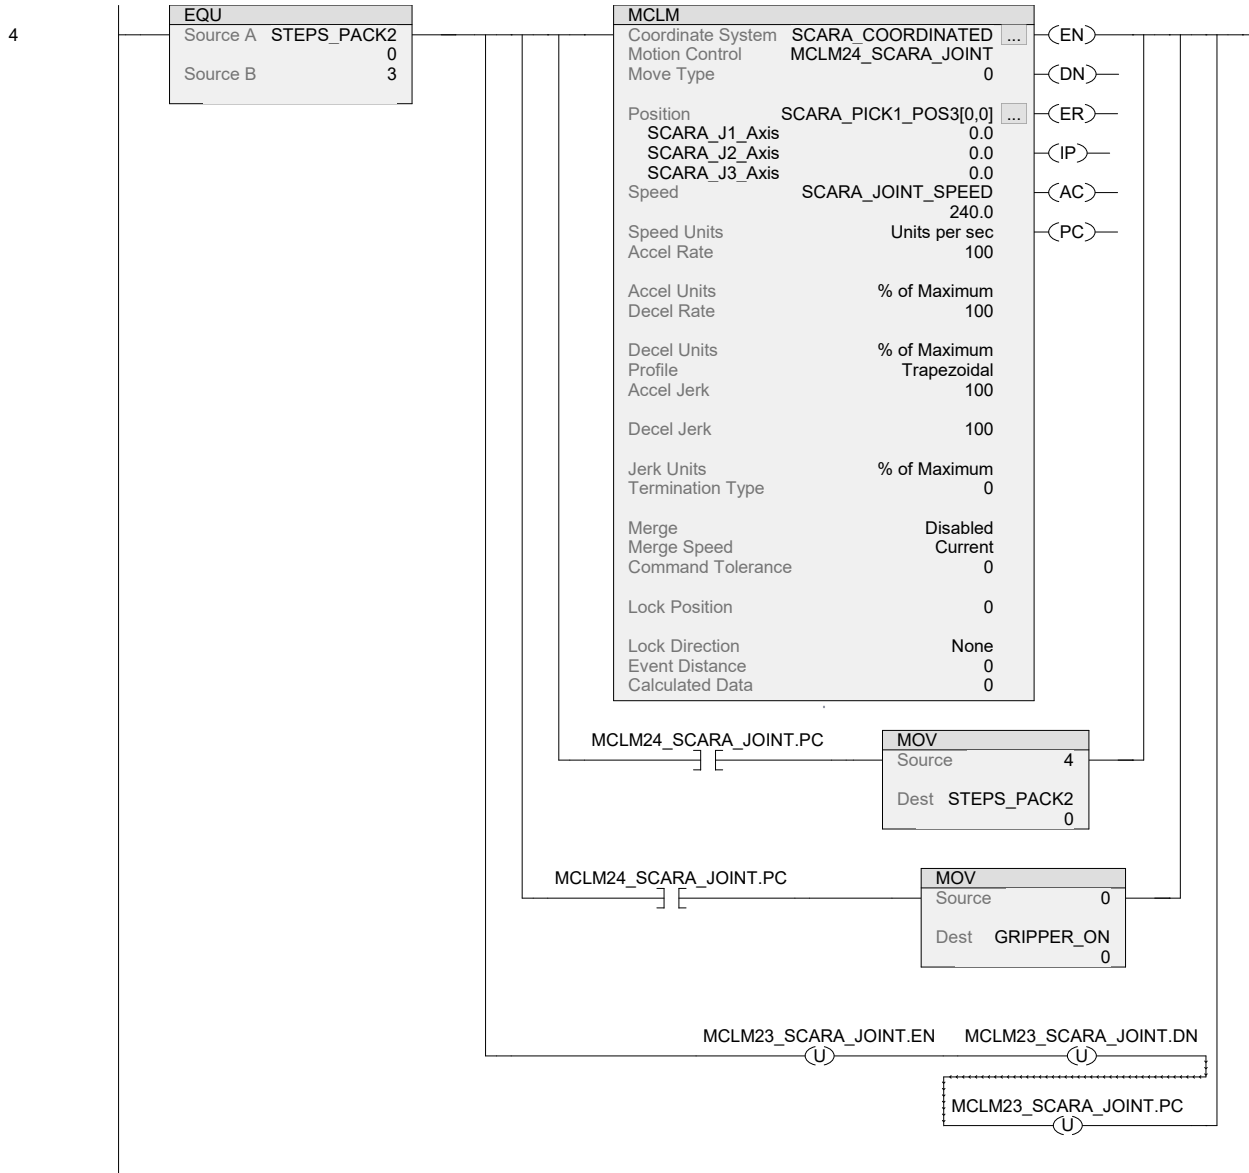 EQU
MCLM
4
Source A STEPS_PACK2
Coordinate System SCARA_COORDINATED ... EN
0
Motion Control MCLM24_SCARA_JOINT
Source B 3
Move Type 0 DN
Position SCARA_PICK1_POS3[0,0] ... ER
SCARA_J1_Axis 0.0
SCARA_J2_Axis 0.0 IP
SCARA_J3_Axis 0.0
Speed SCARA_JOINT_SPEED AC
240.0
Speed Units Units per sec PC
Accel Rate 100
Accel Units % of Maximum
Decel Rate 100
Decel Units % of Maximum
Profile Trapezoidal
Accel Jerk 100
Decel Jerk 100
Jerk Units % of Maximum
Termination Type 0
Merge Disabled
Merge Speed Current
Command Tolerance 0
Lock Position 0
Lock Direction None
Event Distance 0
Calculated Data 0
MCLM24_SCARA_JOINT.PC MOV
Source 4
Dest STEPS_PACK2
0
MCLM24_SCARA_JOINT.PC MOV
Source 0
Dest GRIPPER_ON
0
MCLM23_SCARA_JOINT.EN MCLM23_SCARA_JOINT.DN
U U
MCLM23_SCARA_JOINT.PC
U